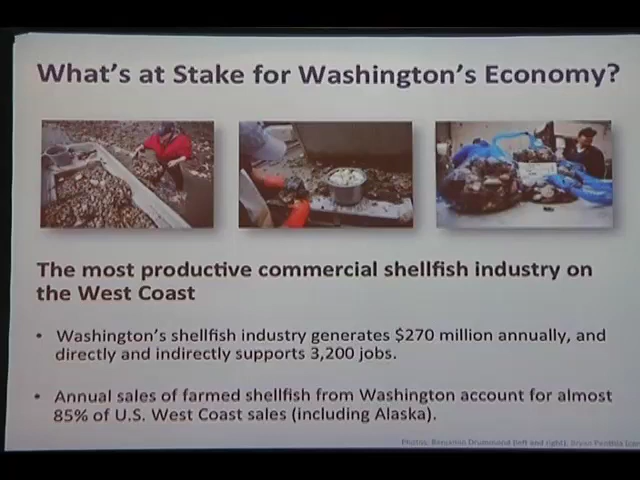 What's at Stake for Washington's Economy?
The most productive commercial shellfish industry on
the West Coast
• Washington's shellfish industry generates $270 million annually, and
directly and indirectly supports 3,200 jobs.
• Annual sales of farmed shellfish from Washington account for almost
85% of U.S. West Coast sales (including Alaska).
Photos: Benjamin Drummond (left and right), Bryan Penttila